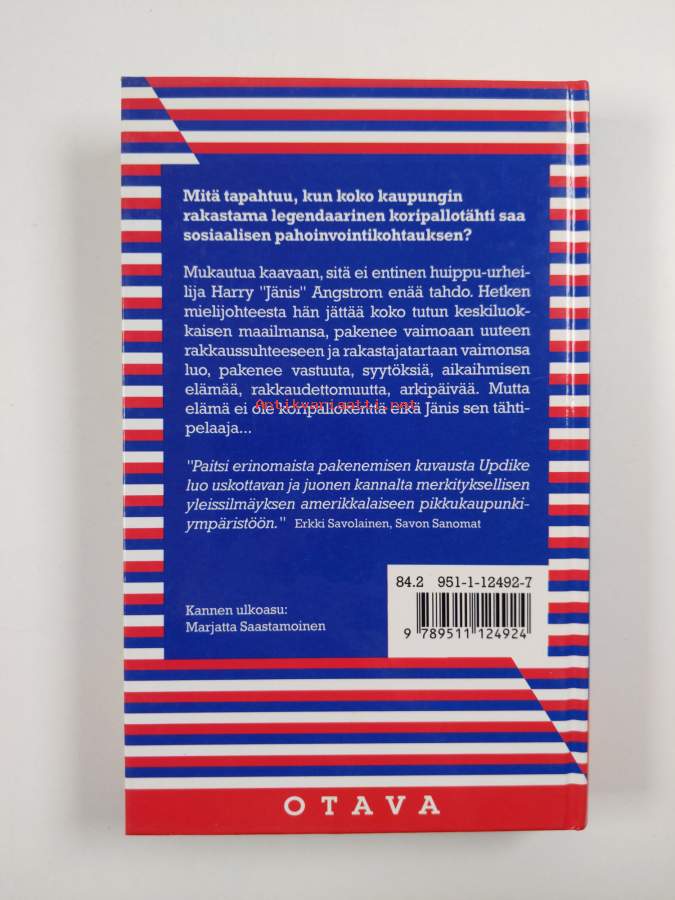 Mitä tapahtuu, kun koko kaupungin
rakastama legendaarinen koripallotähti saa
sosiaalisen pahoinvointikohtauksen?
Mukautua kaavaan, sitä ei entinen huippu-urhei-
lija Harry "Jänis" Angstrom enää tahdo. Hetken
mielijohteesta hän jättää koko tutun keskiluok-
kaisen maailmansa, pakenee vaimoaan uuteen
rakkaussuhteeseen ja rakastajatartaan vaimonsa
luo, pakenee vastuuta, syytöksiä, aikaihmisen
elämää, rakkaudettomuutta, arkipäivää. Mutta
elämä ei ole koripallokenttä eikä Jänis sen tähti-
pelaaja...
Antikvariaatti.net
"Paitsi erinomaista pakenemisen kuvausta Updike
luo uskottavan ja juonen kannalta merkityksellisen
yleissilmäyksen amerikkalaiseen pikkukaupunki-
ympäristöön." Erkki Savolainen, Savon Sanomat
84.2 951-1-12492-7
9 789511 124924
Kannen ulkoasu:
Marjatta Saastamoinen
OTAVA